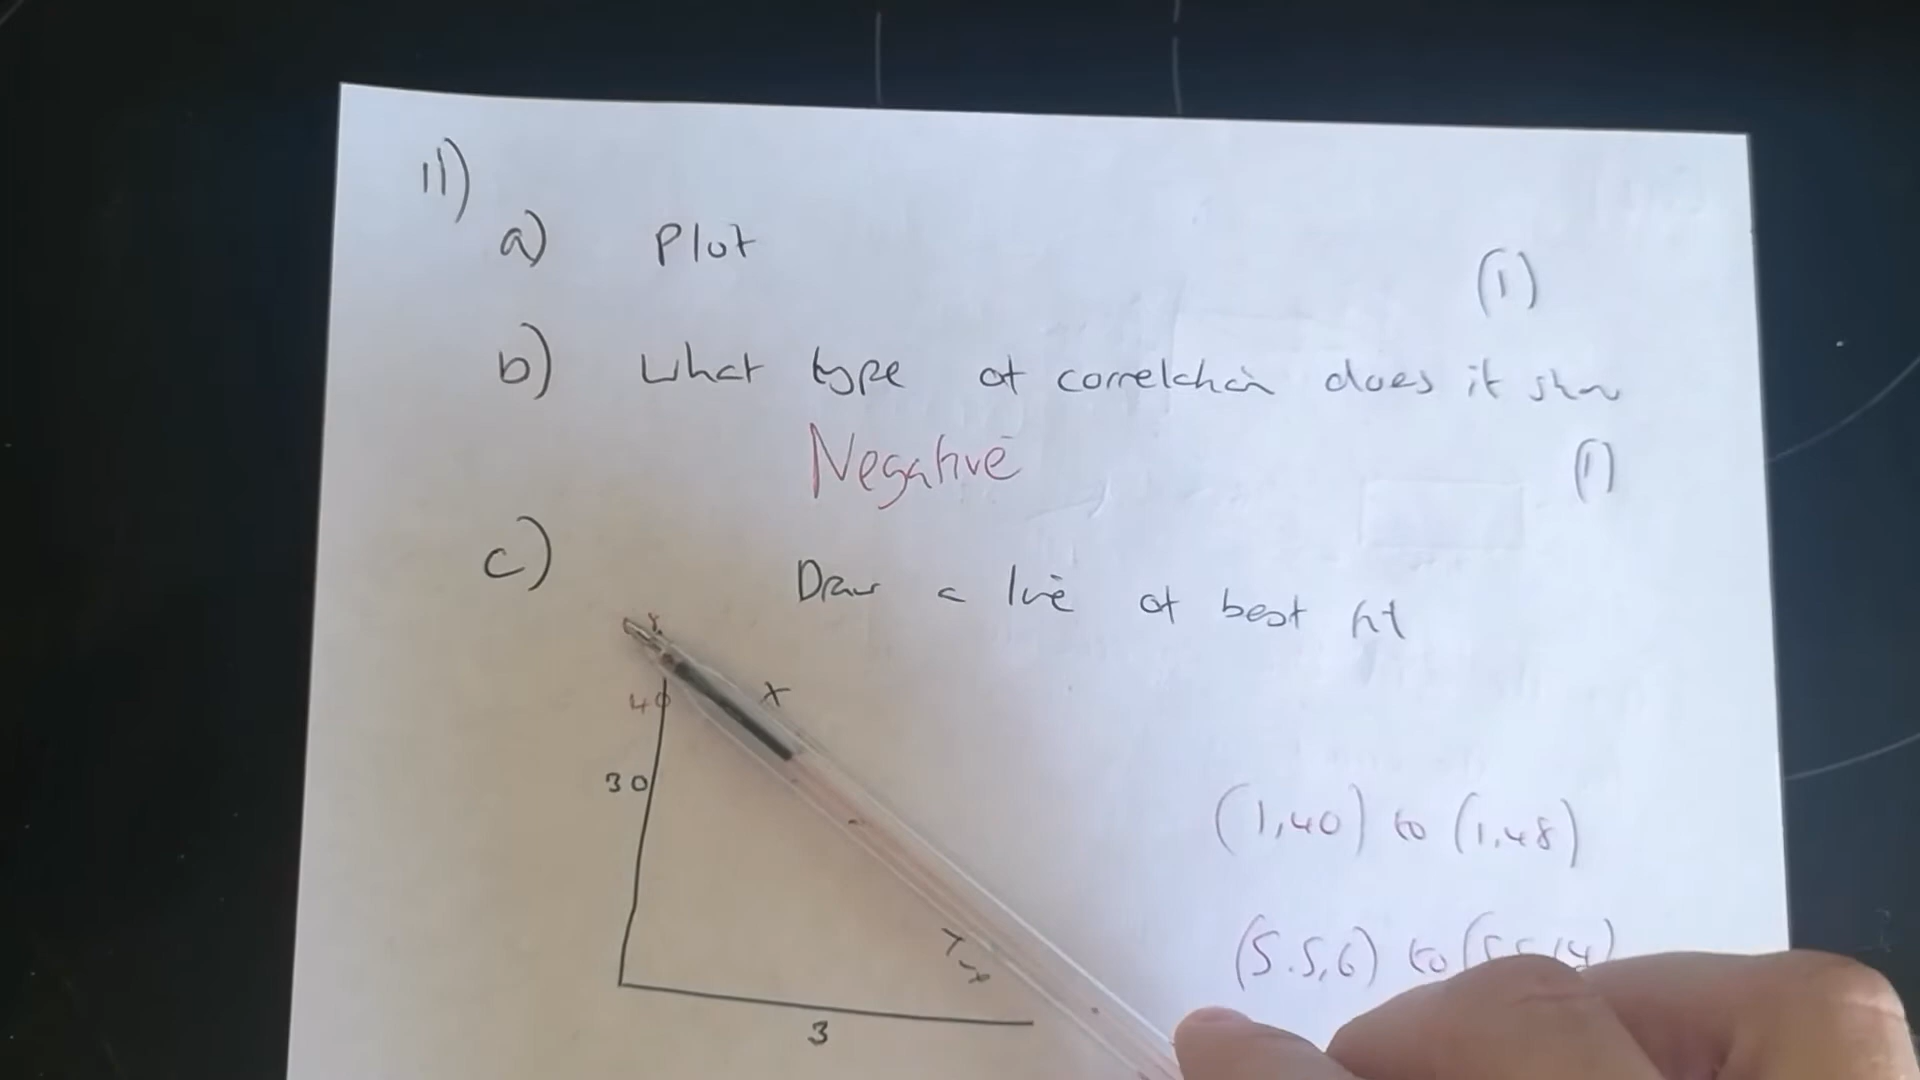 11)
a) Plot
(1)
b) What type of correlation does it show
Negative
(1)
c) Draw a line of best fit
40
30
(1,40) to (1,48)
(5.5,6) to
3